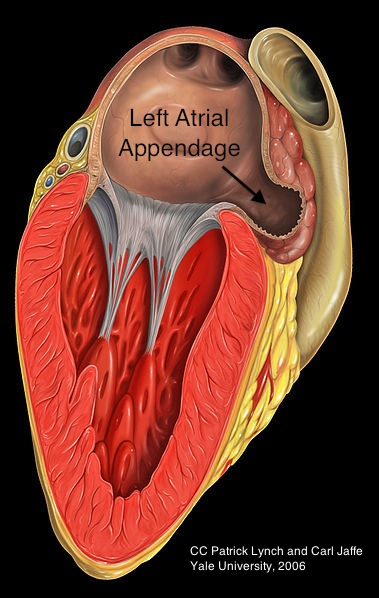 Left Atrial
Appendage
CC Patrick Lynch and Carl Jaffe
Yale University, 2006